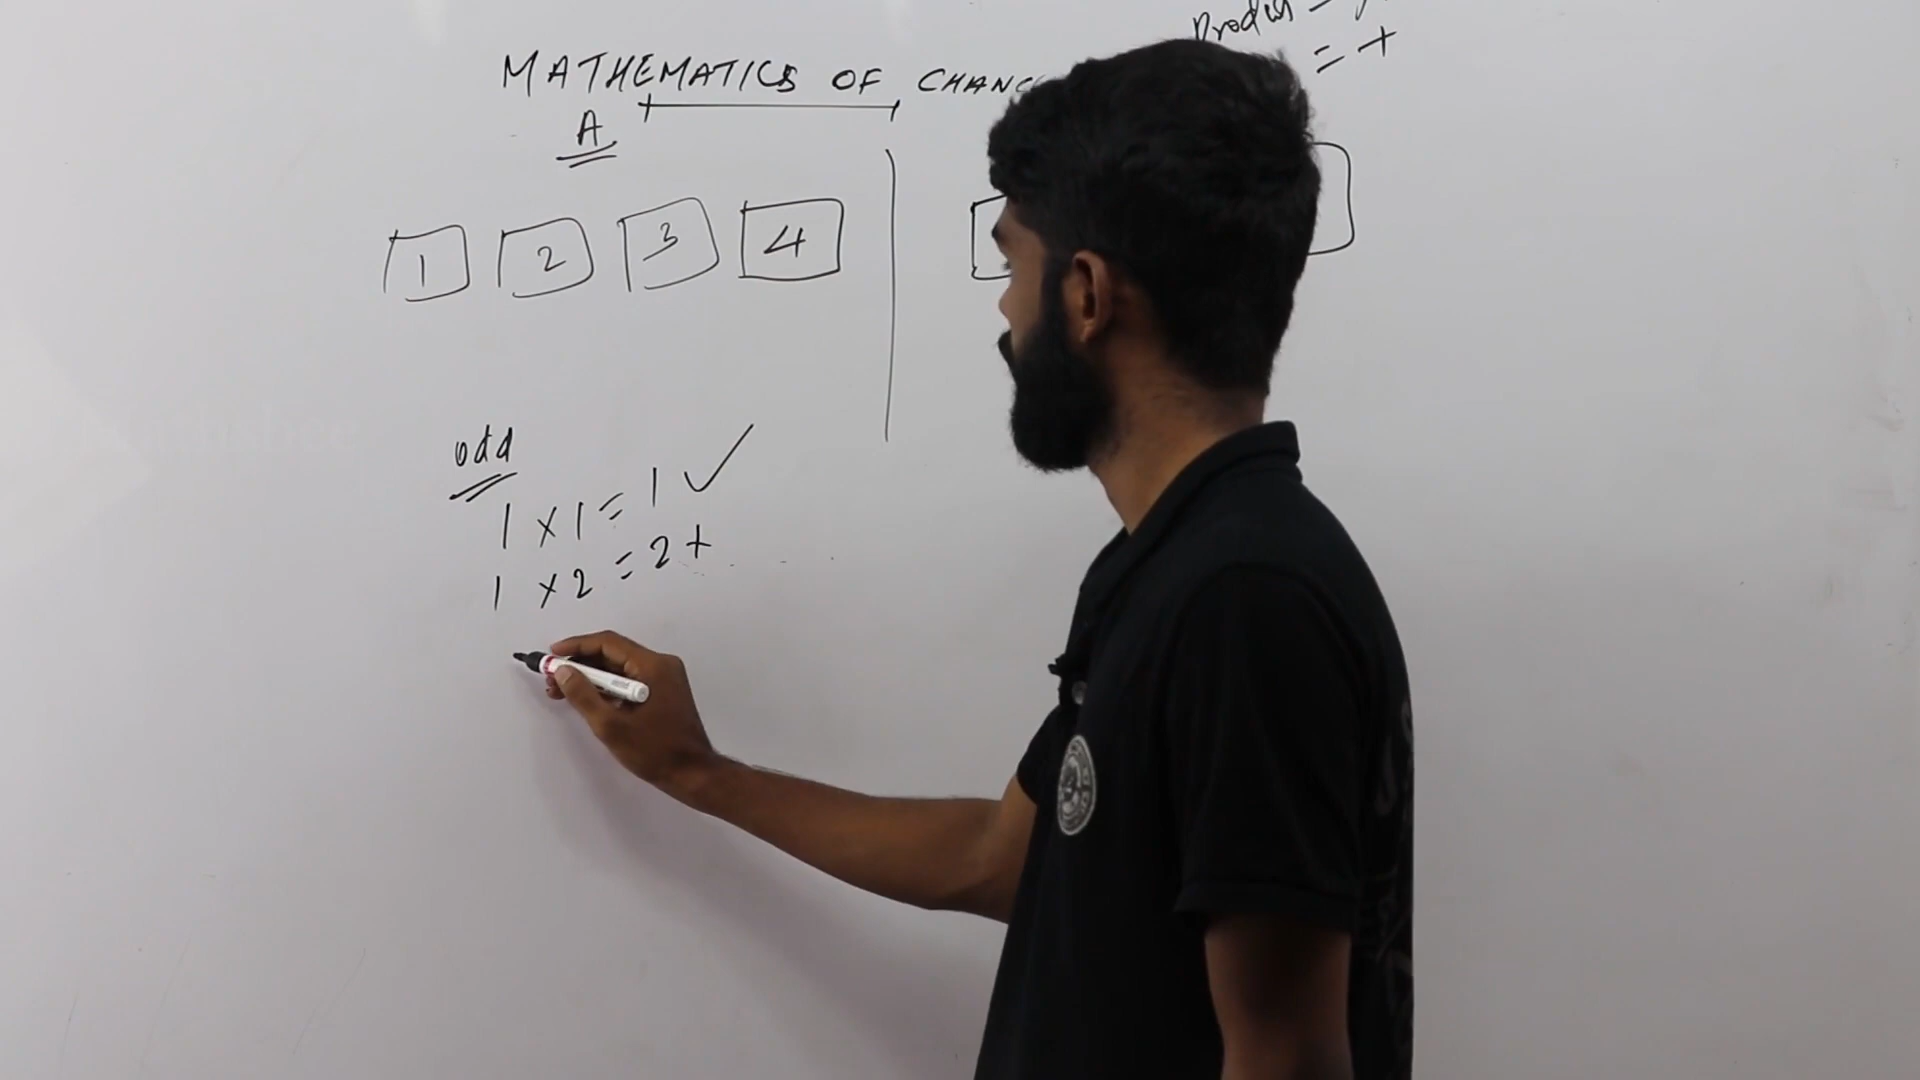 = +
MATHEMATICS OF CHANC
A
1 2 3 4
odd
1 × 1 = 1 ✓
1 × 2 = 2 +